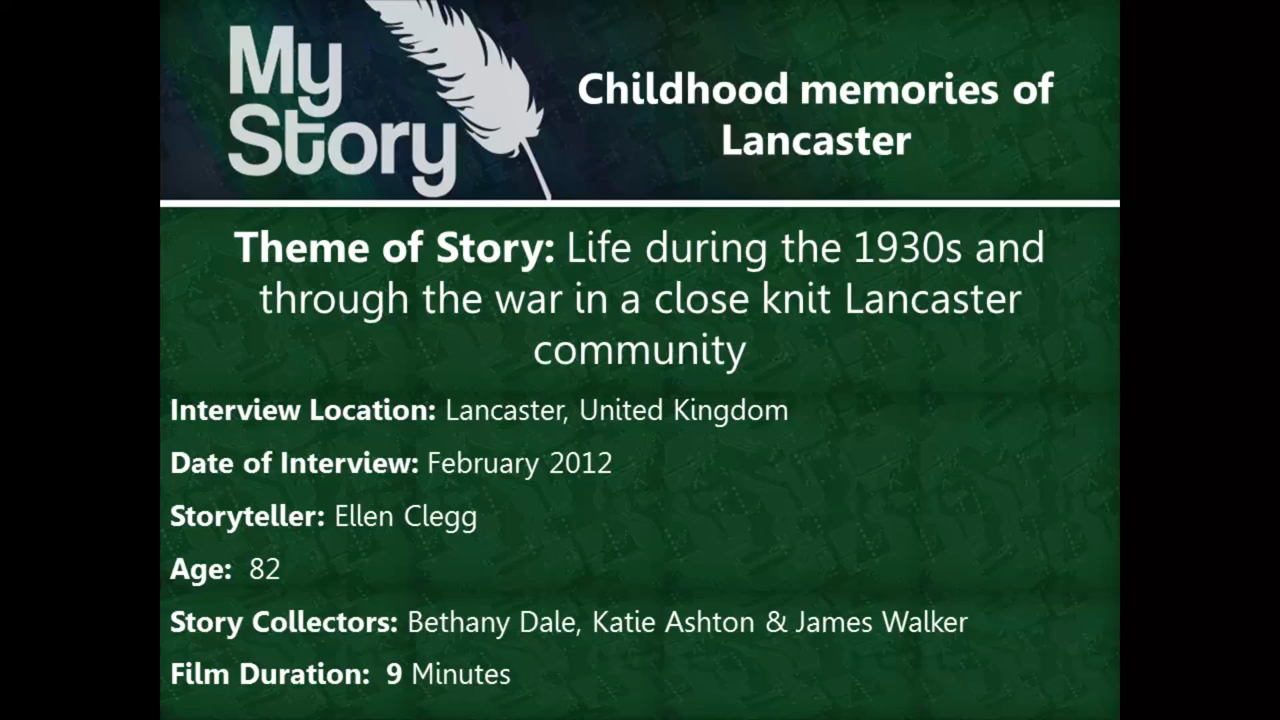 My
Story
Childhood memories of
Lancaster
Theme of Story: Life during the 1930s and
through the war in a close knit Lancaster
community
Interview Location: Lancaster, United Kingdom
Date of Interview: February 2012
Storyteller: Ellen Clegg
Age: 82
Story Collectors: Bethany Dale, Katie Ashton & James Walker
Film Duration: 9 Minutes